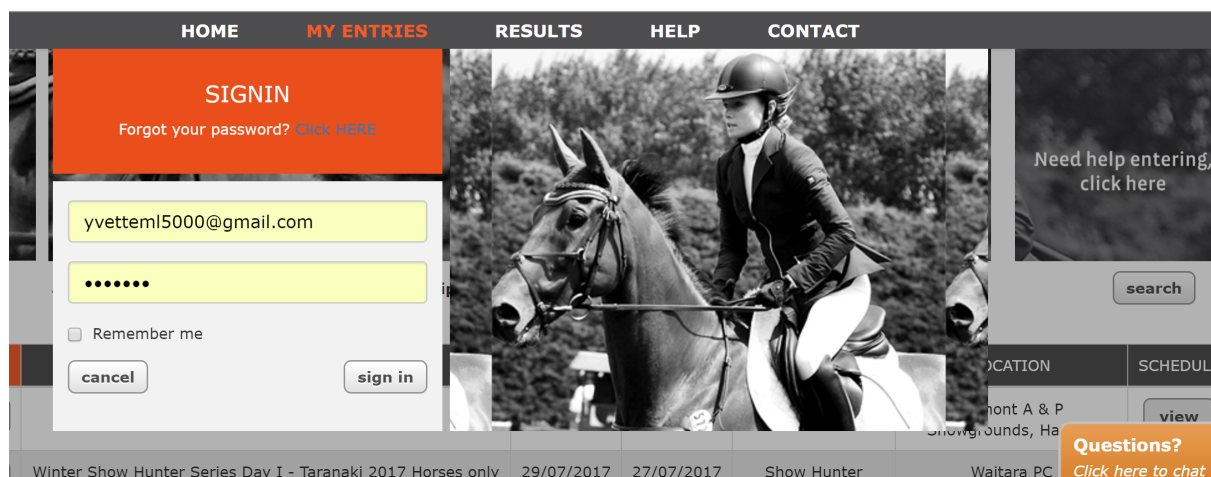 HOME MY ENTRIES RESULTS HELP CONTACT
SIGNIN
Forgot your password? Click HERE
yvetteml5000@gmail.com
•••••••
Remember me
cancel sign in
Need help entering,
click here
search
SCHEDUL
view
Winter Show Hunter Series Day I - Taranaki 2017 Horses only 29/07/2017 27/07/2017 Show Hunter Waitara PC
A & P
Showgrounds, Ha
Questions?
Click here to chat